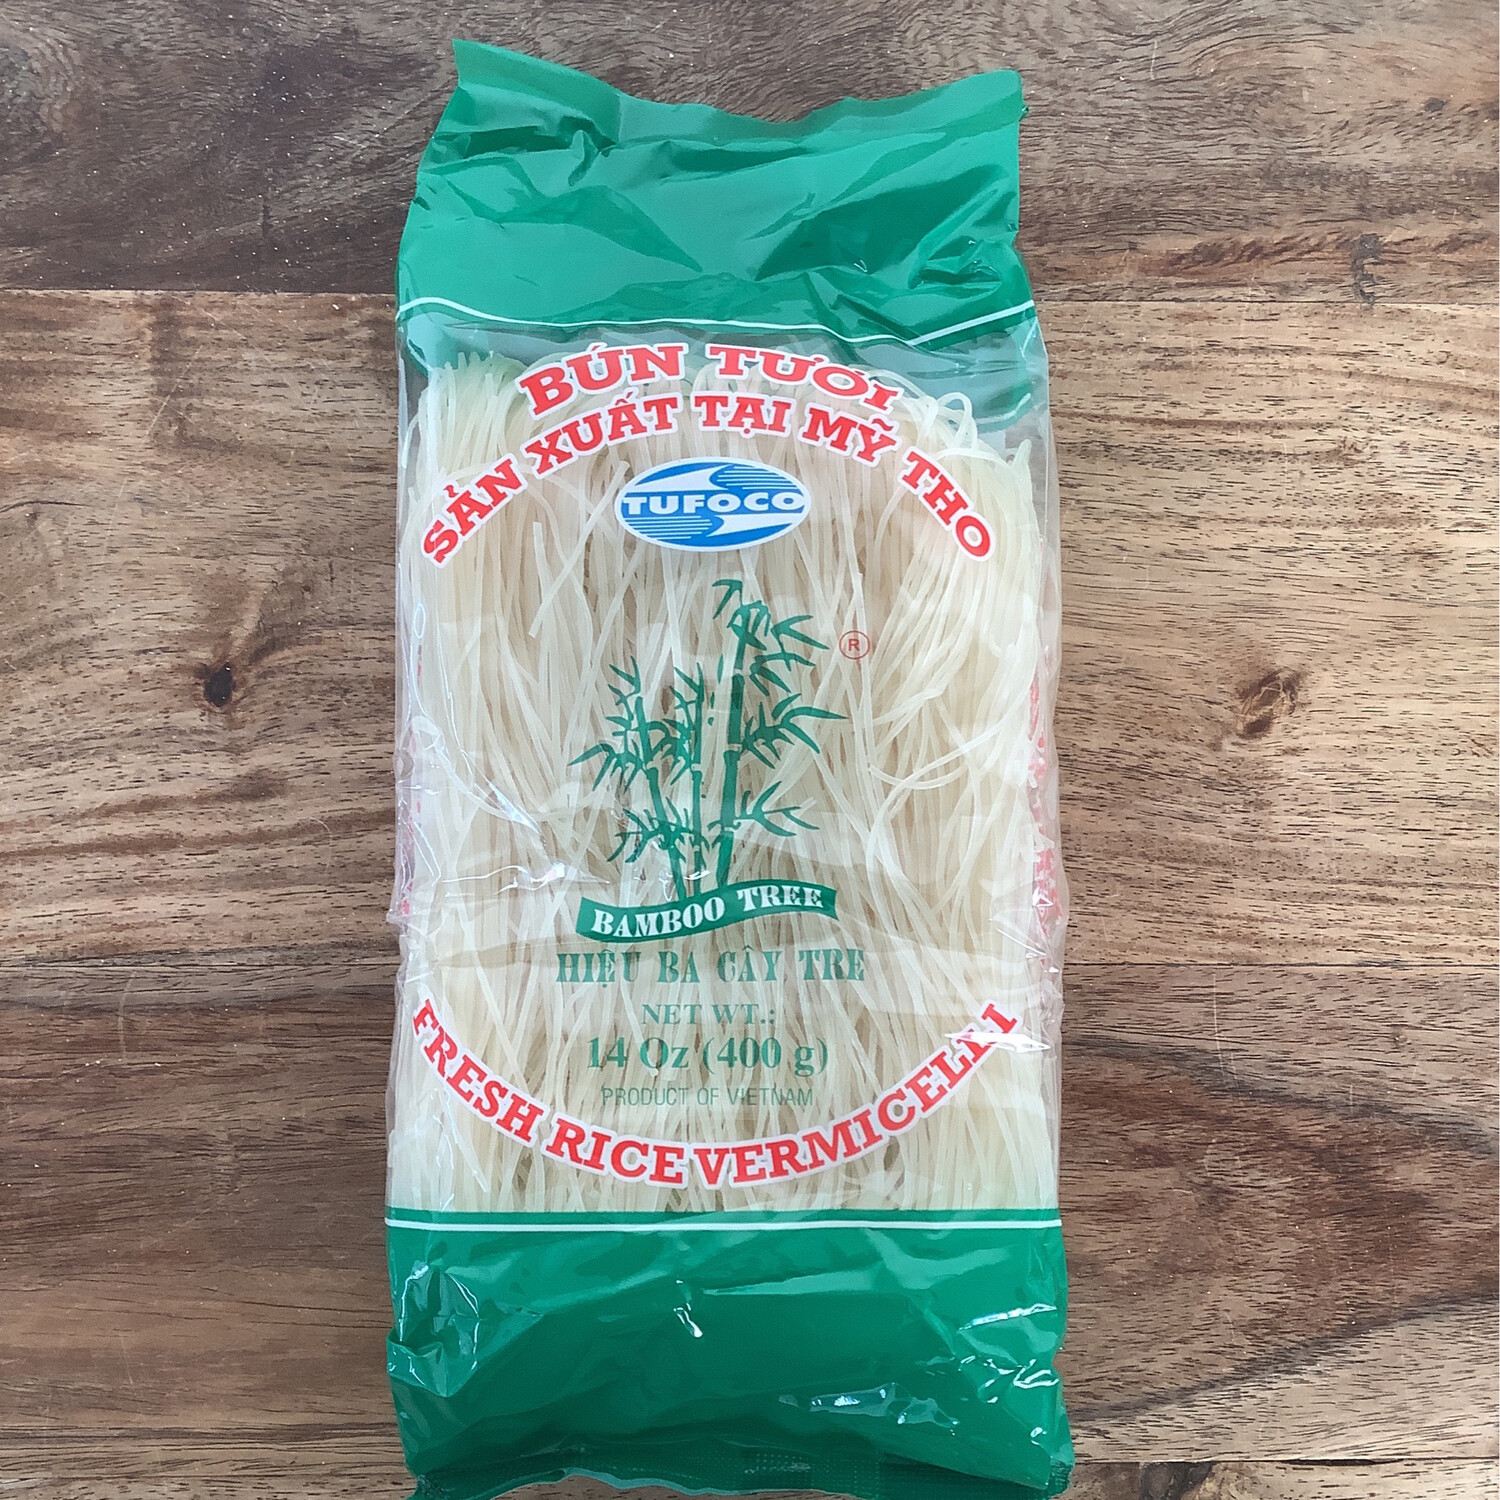 BÚN TƯƠI
SẢN XUẤT TẠI MỸ THO
TUFOCO
®
BAMBOO TREE
HIỆU BA CÂY TRE
NET WT.:
14 Oz (400 g)
PRODUCT OF VIETNAM
FRESH RICE VERMICELLI